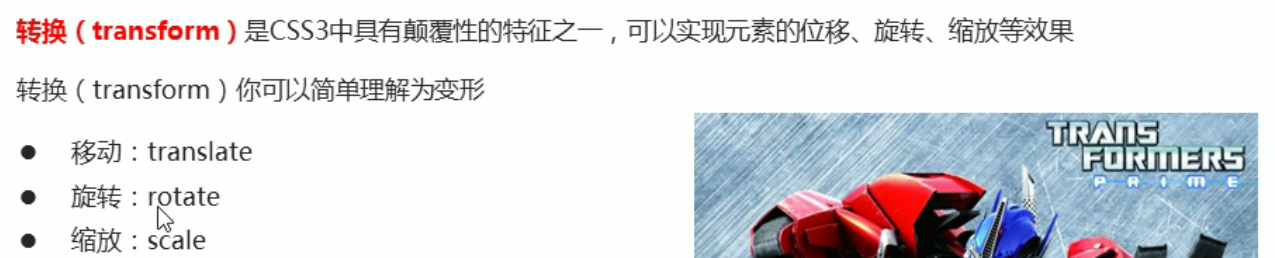 转换（transform）是CSS3中具有颠覆性的特征之一，可以实现元素的位移、旋转、缩放等效果
转换（transform）你可以简单理解为变形
● 移动：translate
● 旋转：rotate
● 缩放：scale
TRANS
FORMERS
PRIME